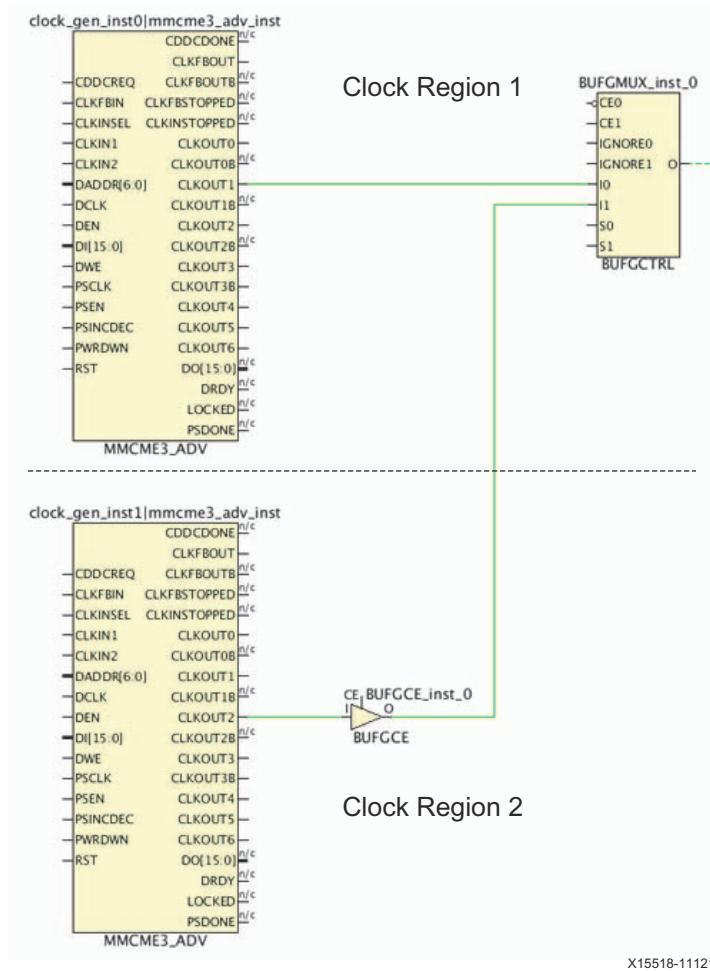 clock_gen_inst0|mmcme3_adv_inst
CDDCDONE n/c
CLKFBOUT
CDDCREQ CLKFBOUTB n/c
CLKFBIN CLKFBSTOPPED n/c
CLKINSEL CLKINSTOPPED n/c
CLKIN1 CLKOUT0
CLKIN2 CLKOUT0B n/c
DADDR[6:0] CLKOUT1
DCLK CLKOUT1B n/c
DEN CLKOUT2
DI[15:0] CLKOUT2B n/c
DWE CLKOUT3
PSCLK CLKOUT3B n/c
PSEN CLKOUT4
PSINCDEC CLKOUT5
PWRDWN CLKOUT6
RST DO[15:0] n/c
DRDY n/c
LOCKED n/c
PSDONE n/c
MMCME3_ADV
Clock Region 1
BUFGMUX_inst_0
CE0
CE1
IGNORE0
IGNORE1 O
I0
I1
S0
S1
BUFGCTRL
clock_gen_inst1|mmcme3_adv_inst
CDDCDONE n/c
CLKFBOUT
CDDCREQ CLKFBOUTB n/c
CLKFBIN CLKFBSTOPPED n/c
CLKINSEL CLKINSTOPPED n/c
CLKIN1 CLKOUT0
CLKIN2 CLKOUT0B n/c
DADDR[6:0] CLKOUT1
DCLK CLKOUT1B n/c
DEN CLKOUT2
DI[15:0] CLKOUT2B n/c
DWE CLKOUT3
PSCLK CLKOUT3B n/c
PSEN CLKOUT4
PSINCDEC CLKOUT5
PWRDWN CLKOUT6
RST DO[15:0] n/c
DRDY n/c
LOCKED n/c
PSDONE n/c
MMCME3_ADV
CE BUFGCE_inst_0
I O
BUFGCE
Clock Region 2